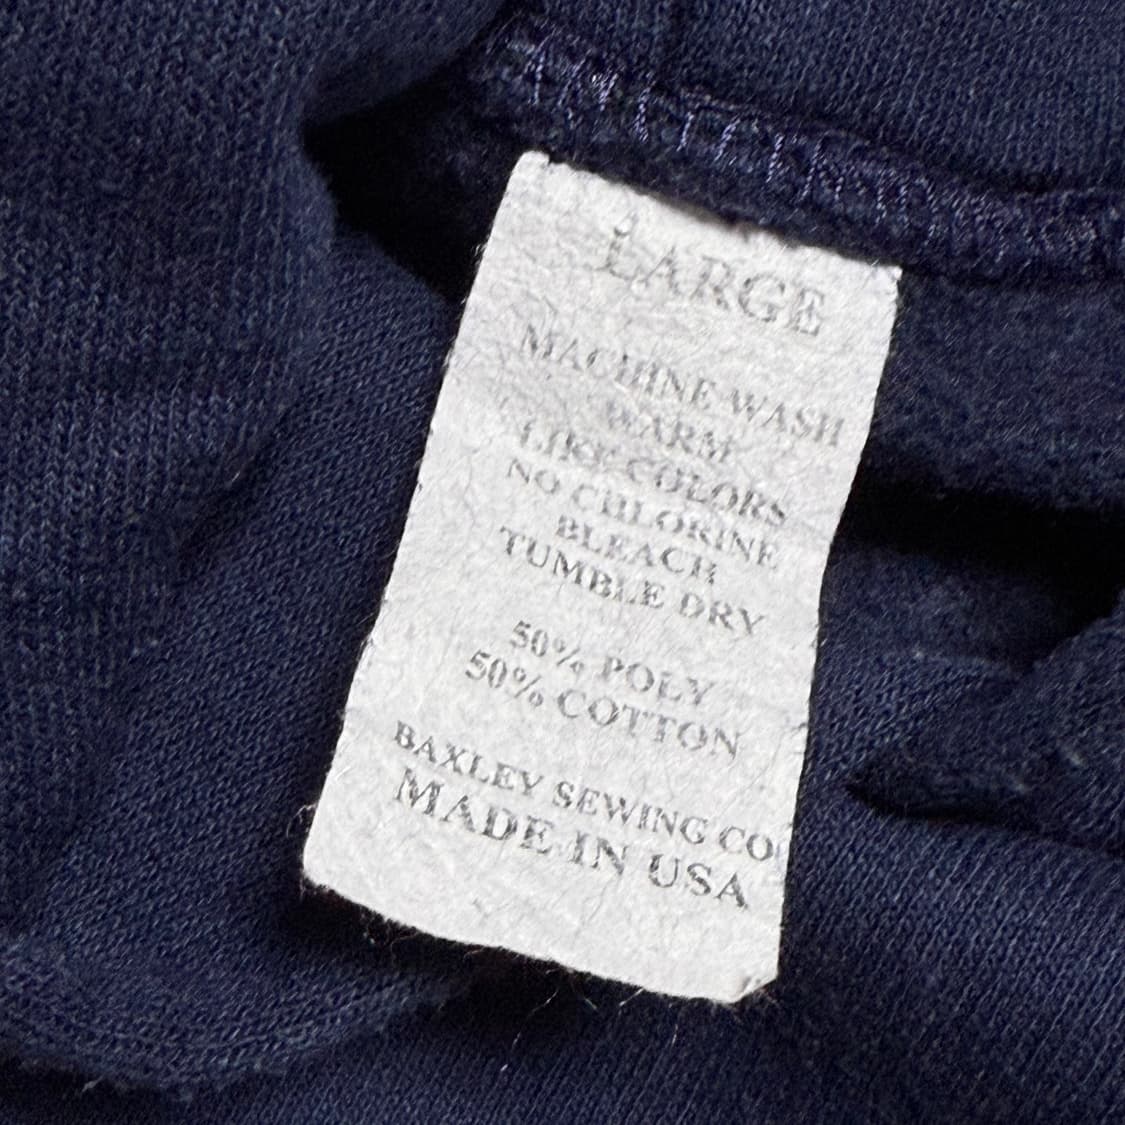 LARGE
MACHINE WASH
WARM
LIKE COLORS
NO CHLORINE
BLEACH
TUMBLE DRY
50% POLY
50% COTTON
BAXLEY SEWING CO
MADE IN USA